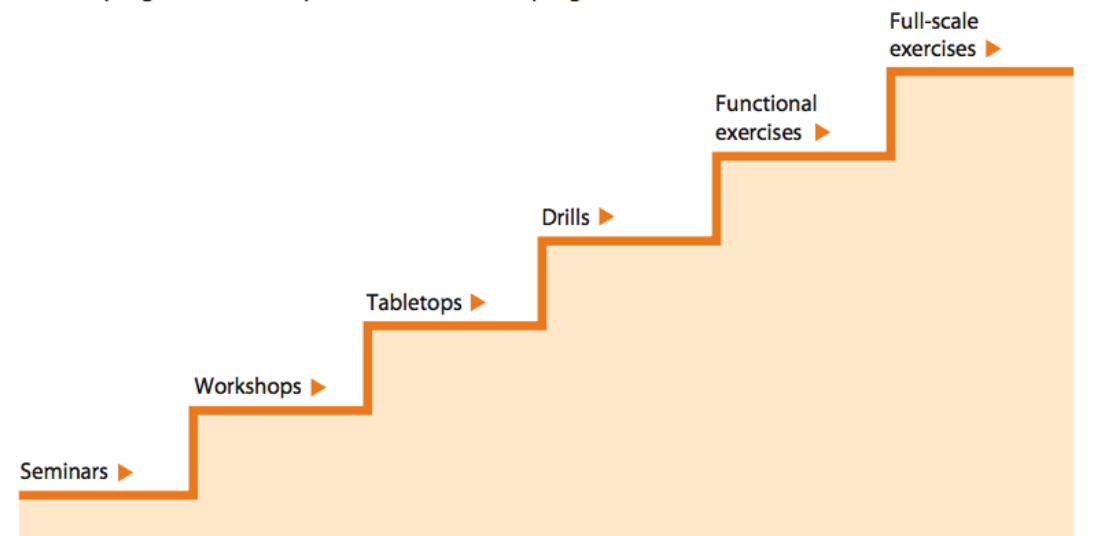 Full-scale
exercises
Functional
exercises
Drills
Tabletops
Workshops
Seminars